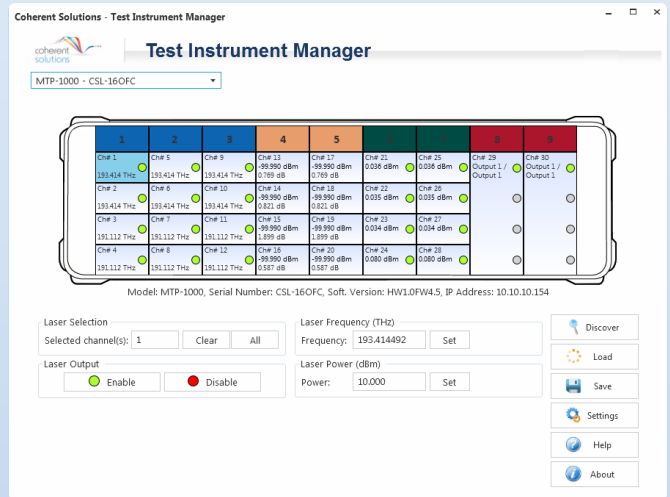 Coherent Solutions - Test Instrument Manager
coherent
solutions
Test Instrument Manager
MTP-1000 - CSL-16OFC
1 2 3 4 5 6 7 8 9
Ch# 1 Ch# 5 Ch# 9 Ch# 13 Ch# 17 Ch# 21 Ch# 25 Ch# 29 Ch# 30
-99.990 dBm -99.990 dBm 0.036 dBm 0.036 dBm Output 1 / Output 1 /
193.414 THz 193.414 THz 193.414 THz 0.769 dB 0.769 dB Output 1 Output 1
Ch# 2 Ch# 6 Ch# 10 Ch# 14 Ch# 18 Ch# 22 Ch# 26
-99.990 dBm -99.990 dBm 0.035 dBm 0.035 dBm
193.414 THz 193.414 THz 193.414 THz 0.821 dB 0.821 dB
Ch# 3 Ch# 7 Ch# 11 Ch# 15 Ch# 19 Ch# 23 Ch# 27
-99.990 dBm -99.990 dBm 0.034 dBm 0.034 dBm
191.112 THz 191.112 THz 191.112 THz 1.899 dB 1.899 dB
Ch# 4 Ch# 8 Ch# 12 Ch# 16 Ch# 20 Ch# 24 Ch# 28
-99.990 dBm -99.990 dBm 0.080 dBm 0.080 dBm
191.112 THz 191.112 THz 191.112 THz 0.587 dB 0.587 dB
Model: MTP-1000, Serial Number: CSL-16OFC, Soft. Version: HW1.0FW4.5, IP Address: 10.10.10.154
Laser Selection
Selected channel(s): 1 Clear All
Laser Output
Enable Disable
Laser Frequency (THz)
Frequency: 193.414492 Set
Laser Power (dBm)
Power: 10.000 Set
Discover
Load
Save
Settings
Help
About